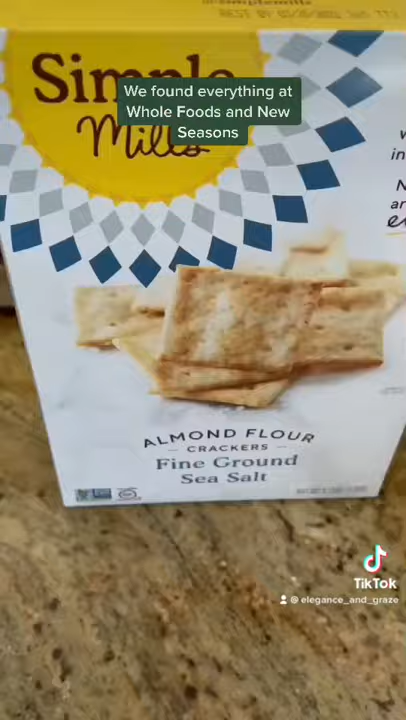 Simple
Mills
We found everything at
Whole Foods and New
Seasons
ALMOND FLOUR
CRACKERS
Fine Ground
Sea Salt
TikTok
@ elegance_and_graze